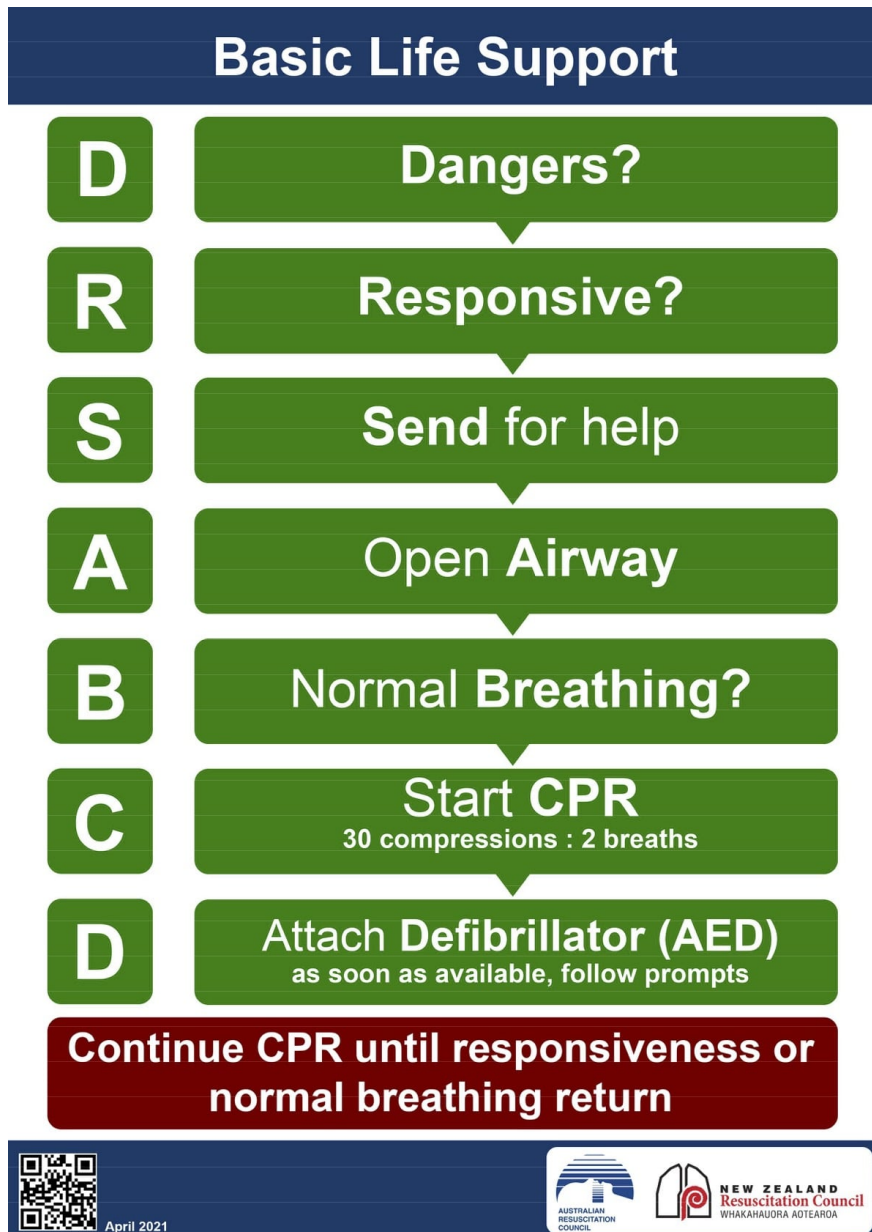 Basic Life Support
D
Dangers?
R
Responsive?
S
Send for help
A
Open Airway
B
Normal Breathing?
C
Start CPR
30 compressions : 2 breaths
D
Attach Defibrillator (AED)
as soon as available, follow prompts
Continue CPR until responsiveness or
normal breathing return
April 2021
AUSTRALIAN
RESUSCITATION
COUNCIL
NEW ZEALAND
Resuscitation Council
WHAKAHAUORA AOTEAROA